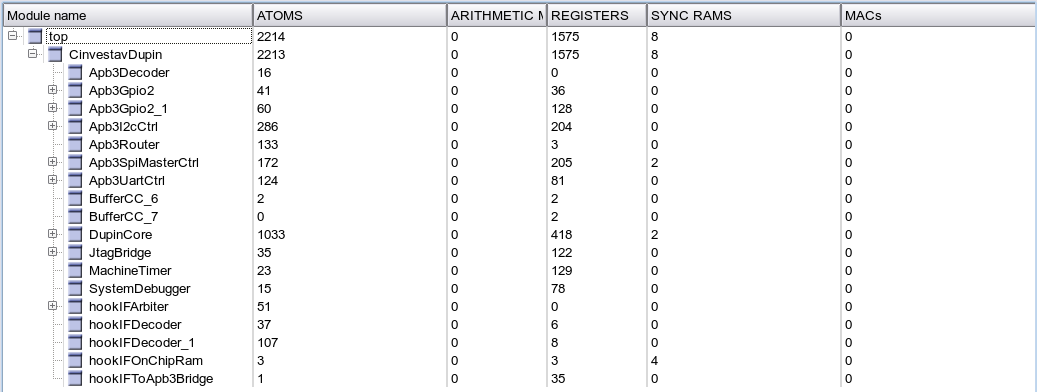 Module name ATOMS ARITHMETIC M REGISTERS SYNC RAMS MACs
top 2214 0 1575 8 0
CinvestavDupin 2213 0 1575 8 0
Apb3Decoder 16 0 0 0 0
Apb3Gpio2 41 0 36 0 0
Apb3Gpio2_1 60 0 128 0 0
Apb3I2cCtrl 286 0 204 0 0
Apb3Router 133 0 3 0 0
Apb3SpiMasterCtrl 172 0 205 2 0
Apb3UartCtrl 124 0 81 0 0
BufferCC_6 2 0 2 0 0
BufferCC_7 0 0 2 0 0
DupinCore 1033 0 418 2 0
JtagBridge 35 0 122 0 0
MachineTimer 23 0 129 0 0
SystemDebugger 15 0 78 0 0
hookIFArbiter 51 0 0 0 0
hookIFDecoder 37 0 6 0 0
hookIFDecoder_1 107 0 8 0 0
hookIFOnChipRam 3 0 3 4 0
hookIFToApb3Bridge 1 0 35 0 0